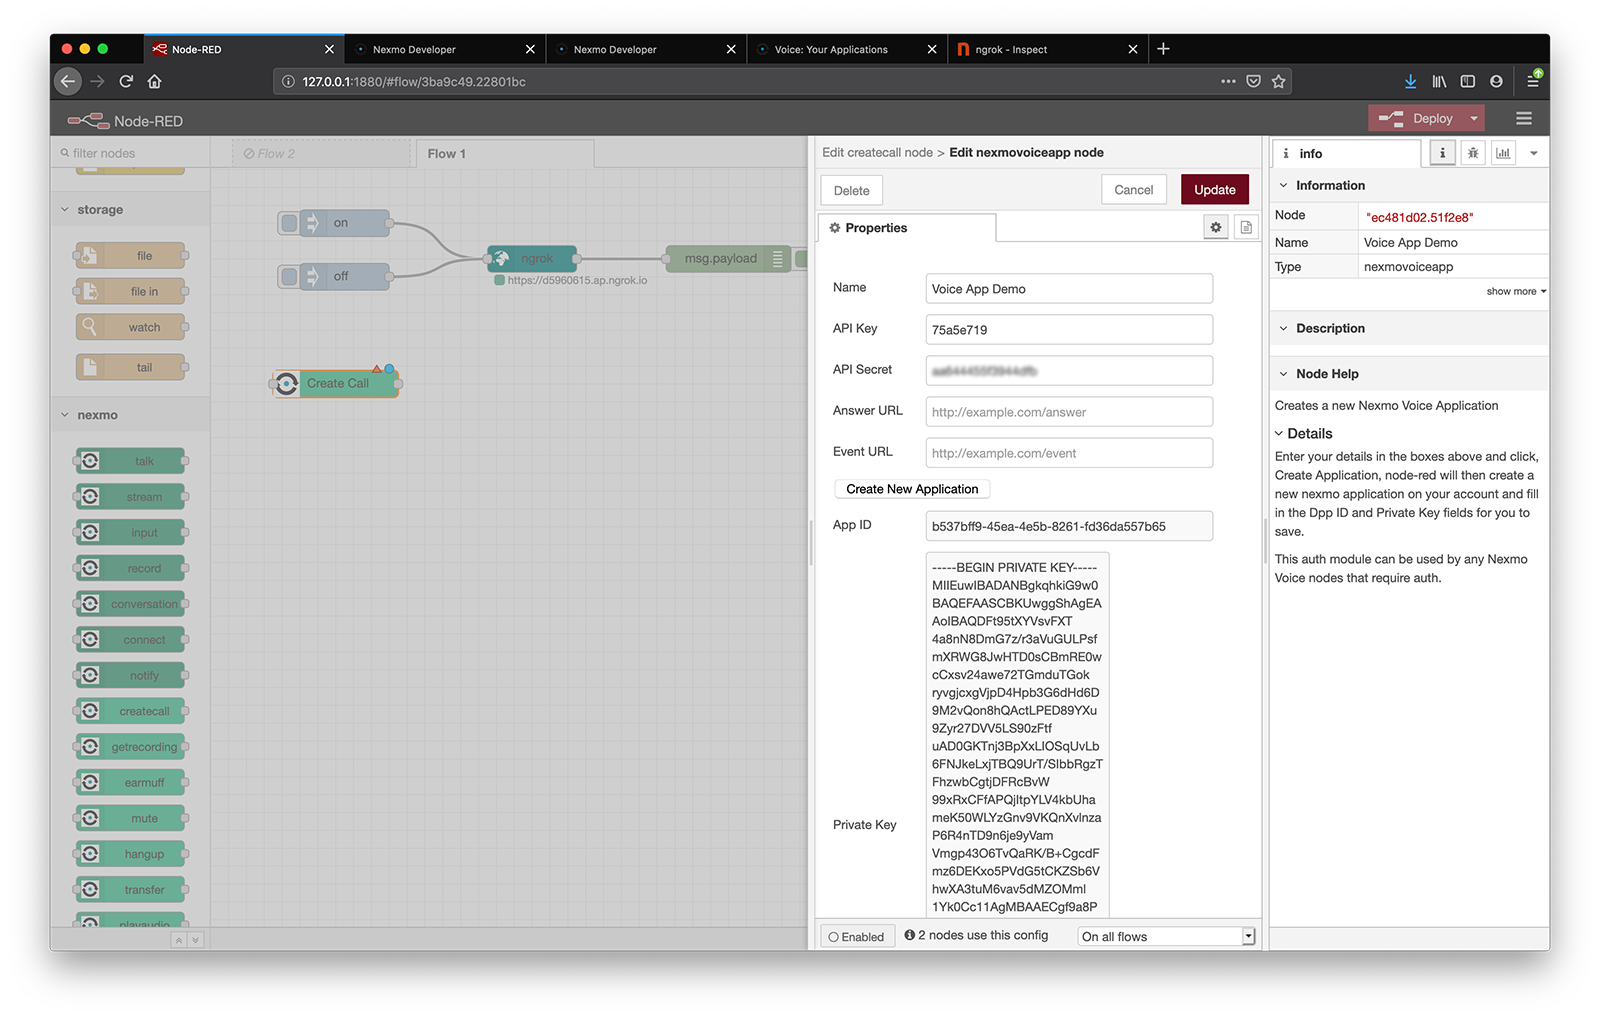 Node-RED
Nexmo Developer
Nexmo Developer
Voice: Your Applications
ngrok - Inspect
127.0.0.1:1880/#flow/3ba9c49.22801bc
Node-RED
Deploy
filter nodes
storage
file
file in
watch
tail
nexmo
talk
stream
input
record
conversation
connect
notify
createcall
getrecording
earmuff
mute
hangup
transfer
playaudio
Flow 2
Flow 1
on
off
ngrok
https://d5960615.ap.ngrok.io
msg.payload
Create Call
Edit createcall node > Edit nexmovoiceapp node
Delete
Cancel
Update
Properties
Name
Voice App Demo
API Key
75a5e719
API Secret
Answer URL
http://example.com/answer
Event URL
http://example.com/event
Create New Application
App ID
b537bff9-45ea-4e5b-8261-fd36da557b65
Private Key
-----BEGIN PRIVATE KEY-----
MIIEuwIBADANBgkqhkiG9w0
BAQEFAASCBKUwggShAgEA
AoIBAQDFt95tXYVsvFXT
4a8nN8DmG7z/r3aVuGULPsf
mXRWG8JwHTD0sCBmRE0w
cCxsv24awe72TGmduTGok
ryvgjcxgVjpD4Hpb3G6dHd6D
9M2vQon8hQActLPED89YXu
9Zyr27DVV5LS90zFtf
uAD0GKTnj3BpXxLlOSqUvLb
6FNJkeLxjTBQ9UrT/SlbbRgzT
FhzwbCgtjDFRcBvW
99xRxCFfAPQjltpYLV4kbUha
meK50WLYzGnv9VKQnXvlnza
P6R4nTD9n6je9yVam
Vmgp43O6TvQaRK/B+CgcdF
mz6DEKxo5PVdG5tCKZSb6V
hwXA3tuM6vav5dMZOMml
1Yk0Cc11AgMBAAECgf9a8P
Enabled
2 nodes use this config
On all flows
info
Information
Node
"ec481d02.51f2e8"
Name
Voice App Demo
Type
nexmovoiceapp
show more
Description
Node Help
Creates a new Nexmo Voice Application
Details
Enter your details in the boxes above and click,
Create Application, node-red will then create a
new nexmo application on your account and fill
in the Dpp ID and Private Key fields for you to
save.
This auth module can be used by any Nexmo
Voice nodes that require auth.